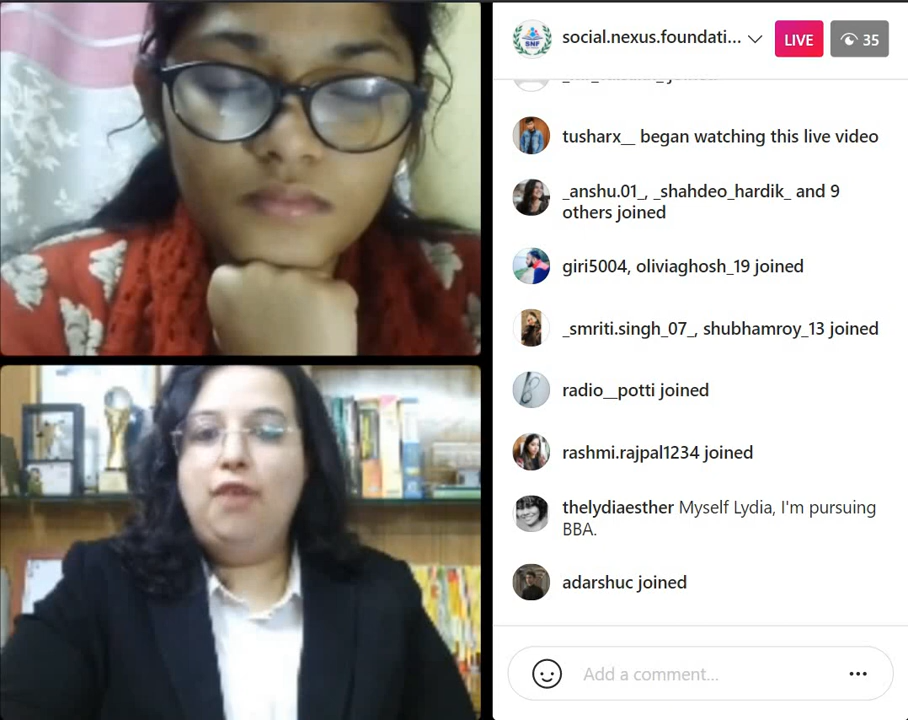 SNF
social.nexus.foundati...
LIVE
35
tusharx__ began watching this live video
_anshu.01_, _shahdeo_hardik_ and 9
others joined
giri5004, oliviaghosh_19 joined
_smriti.singh_07_, shubhamroy_13 joined
radio__potti joined
rashmi.rajpal1234 joined
thelydiaesther Myself Lydia, I'm pursuing
BBA.
adarshuc joined
Add a comment...